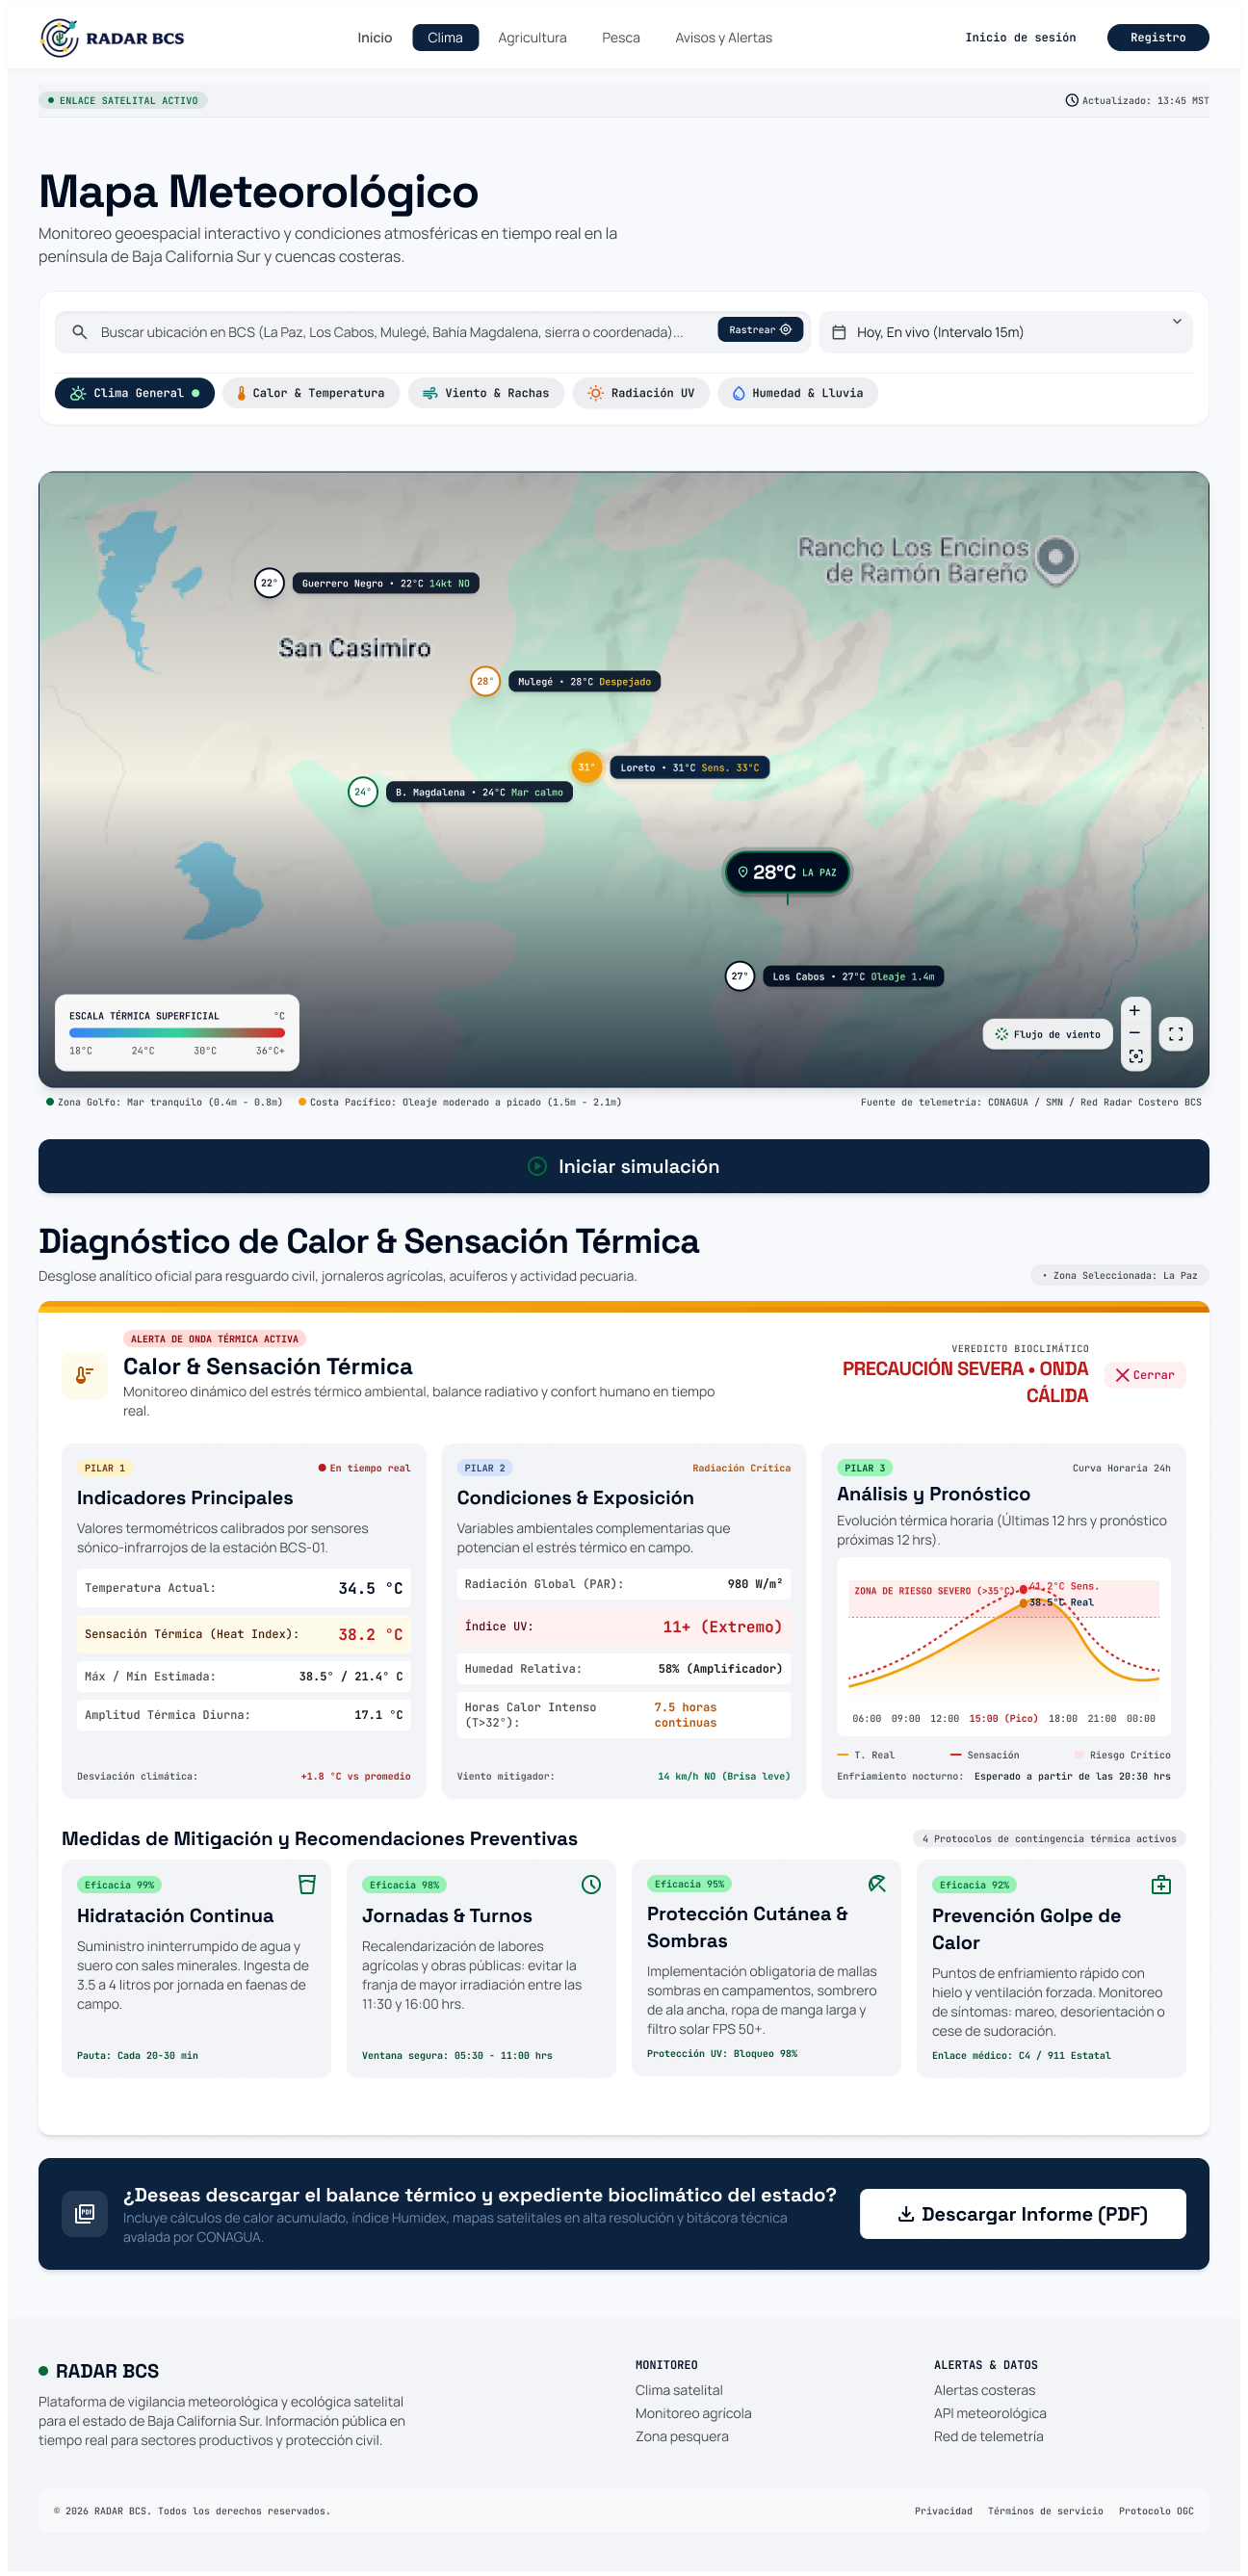 RADAR BCS
Inicio
Clima
Agricultura
Pesca
Avisos y Alertas
Inicio de sesión
Registro
ENLACE SATELITAL ACTIVO
Actualizado: 13:45 MST
Mapa Meteorológico
Monitoreo geoespacial interactivo y condiciones atmosféricas en tiempo real en la
península de Baja California Sur y cuencas costeras.
Buscar ubicación en BCS (La Paz, Los Cabos, Mulegé, Bahía Magdalena, sierra o coordenada)...
Rastrear
Hoy, En vivo (Intervalo 15m)
Clima General
Calor & Temperatura
Viento & Rachas
Radiación UV
Humedad & Lluvia
Rancho Los Encinos
de Ramón Bareño
22°
Guerrero Negro • 22°C 14kt NO
San Casimiro
28°
Mulegé • 28°C Despejado
31°
Loreto • 31°C Sens. 33°C
24°
B. Magdalena • 24°C Mar calmo
28°C LA PAZ
27°
Los Cabos • 27°C Oleaje 1.4m
ESCALA TÉRMICA SUPERFICIAL
°C
18°C
24°C
30°C
36°C+
Flujo de viento
Zona Golfo: Mar tranquilo (0.4m - 0.8m)
Costa Pacífico: Oleaje moderado a picado (1.5m - 2.1m)
Fuente de telemetría: CONAGUA / SMN / Red Radar Costero BCS
Iniciar simulación
Diagnóstico de Calor & Sensación Térmica
Desglose analítico oficial para resguardo civil, jornaleros agrícolas, acuíferos y actividad pecuaria.
• Zona Seleccionada: La Paz
ALERTA DE ONDA TÉRMICA ACTIVA
Calor & Sensación Térmica
Monitoreo dinámico del estrés térmico ambiental, balance radiativo y confort humano en tiempo
real.
VEREDICTO BIOCLIMÁTICO
PRECAUCIÓN SEVERA • ONDA
CÁLIDA
Cerrar
PILAR 1
En tiempo real
Indicadores Principales
Valores termométricos calibrados por sensores
sónico-infrarrojos de la estación BCS-01.
Temperatura Actual:
34.5 °C
Sensación Térmica (Heat Index):
38.2 °C
Máx / Mín Estimada:
38.5° / 21.4° C
Amplitud Térmica Diurna:
17.1 °C
Desviación climática:
+1.8 °C vs promedio
PILAR 2
Radiación Crítica
Condiciones & Exposición
Variables ambientales complementarias que
potencian el estrés térmico en campo.
Radiación Global (PAR):
980 W/m²
Índice UV:
11+ (Extremo)
Humedad Relativa:
58% (Amplificador)
Horas Calor Intenso
(T>32°):
7.5 horas
continuas
Viento mitigador:
14 km/h NO (Brisa leve)
PILAR 3
Curva Horaria 24h
Análisis y Pronóstico
Evolución térmica horaria (Últimas 12 hrs y pronóstico
próximas 12 hrs).
ZONA DE RIESGO SEVERO (>35°C)
41.2°C Sens.
38.5°C Real
06:00
09:00
12:00
15:00 (Pico)
18:00
21:00
00:00
T. Real
Sensación
Riesgo Crítico
Enfriamiento nocturno:
Esperado a partir de las 20:30 hrs
Medidas de Mitigación y Recomendaciones Preventivas
4 Protocolos de contingencia térmica activos
Eficacia 99%
Hidratación Continua
Suministro ininterrumpido de agua y
suero con sales minerales. Ingesta de
3.5 a 4 litros por jornada en faenas de
campo.
Pauta: Cada 20-30 min
Eficacia 98%
Jornadas & Turnos
Recalendarización de labores
agrícolas y obras públicas: evitar la
franja de mayor irradiación entre las
11:30 y 16:00 hrs.
Ventana segura: 05:30 - 11:00 hrs
Eficacia 95%
Protección Cutánea &
Sombras
Implementación obligatoria de mallas
sombras en campamentos, sombrero
de ala ancha, ropa de manga larga y
filtro solar FPS 50+.
Protección UV: Bloqueo 98%
Eficacia 92%
Prevención Golpe de
Calor
Puntos de enfriamiento rápido con
hielo y ventilación forzada. Monitoreo
de síntomas: mareo, desorientación o
cese de sudoración.
Enlace médico: C4 / 911 Estatal
PDF
¿Deseas descargar el balance térmico y expediente bioclimático del estado?
Incluye cálculos de calor acumulado, índice Humidex, mapas satelitales en alta resolución y bitácora técnica
avalada por CONAGUA.
Descargar Informe (PDF)
RADAR BCS
Plataforma de vigilancia meteorológica y ecológica satelital
para el estado de Baja California Sur. Información pública en
tiempo real para sectores productivos y protección civil.
MONITOREO
Clima satelital
Monitoreo agrícola
Zona pesquera
ALERTAS & DATOS
Alertas costeras
API meteorológica
Red de telemetría
© 2026 RADAR BCS. Todos los derechos reservados.
Privacidad
Términos de servicio
Protocolo OGC